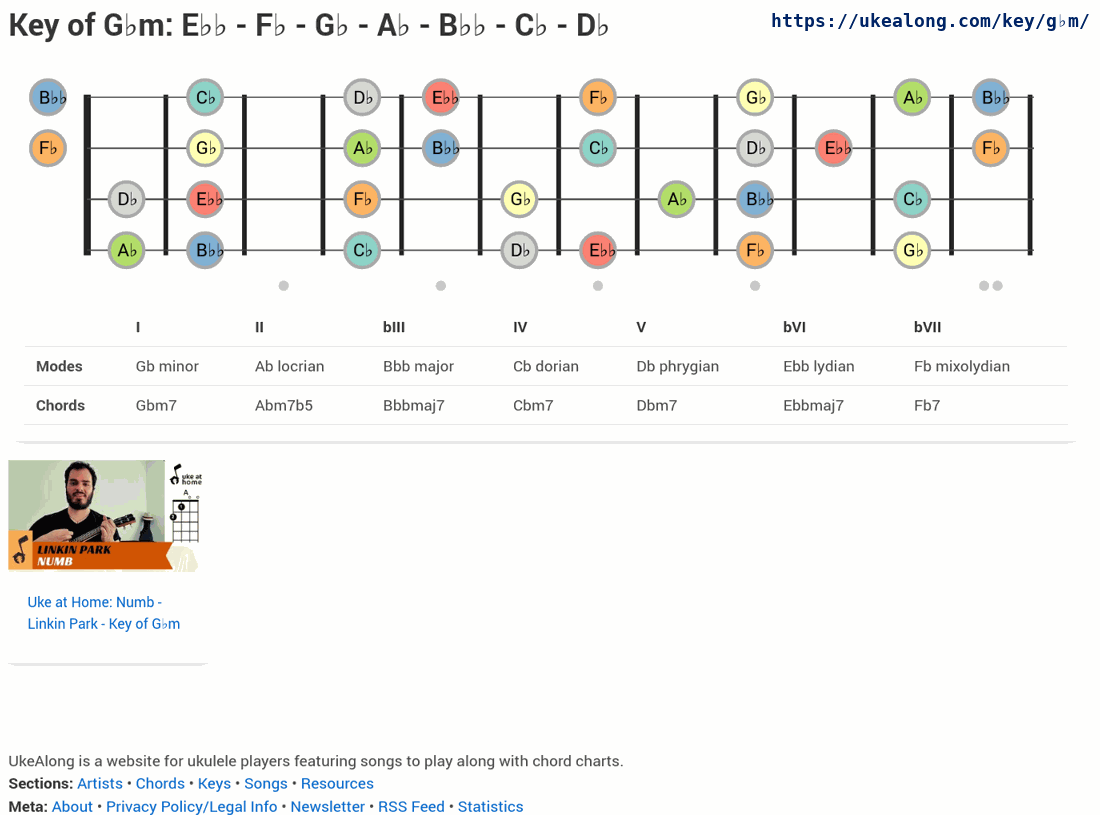 Key of G♭m: E♭♭ - F♭ - G♭ - A♭ - B♭♭ - C♭ - D♭
https://ukealong.com/key/g♭m/
B♭♭ C♭ D♭ E♭♭ F♭ G♭ A♭ B♭♭
F♭ G♭ A♭ B♭♭ C♭ D♭ E♭♭ F♭
D♭ E♭♭ F♭ G♭ A♭ B♭♭ C♭
A♭ B♭♭ C♭ D♭ E♭♭ F♭ G♭
I II bIII IV V bVI bVII
Modes Gb minor Ab locrian Bbb major Cb dorian Db phrygian Ebb lydian Fb mixolydian
Chords Gbm7 Abm7b5 Bbbmaj7 Cbm7 Dbm7 Ebbmaj7 Fb7
uke at
home
A
LINKIN PARK
NUMB
Uke at Home: Numb -
Linkin Park - Key of G♭m
UkeAlong is a website for ukulele players featuring songs to play along with chord charts.
Sections: Artists • Chords • Keys • Songs • Resources
Meta: About • Privacy Policy/Legal Info • Newsletter • RSS Feed • Statistics